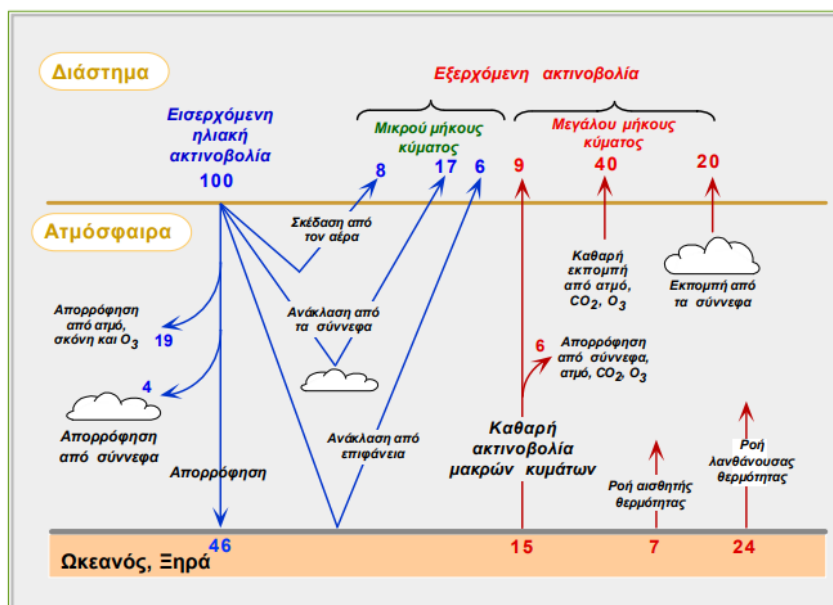 Διάστημα
Εξερχόμενη ακτινοβολία
Εισερχόμενη
ηλιακή
ακτινοβολία
100
Μικρού μήκους
κύματος
Μεγάλου μήκους
κύματος
8
17
6
9
40
20
Ατμόσφαιρα
Σκέδαση από
τον αέρα
Καθαρή
εκπομπή
από ατμό,
CO2, O3
Εκπομπή από
τα σύννεφα
Απορρόφηση
από ατμό,
σκόνη και O3
19
Ανάκλαση από
τα σύννεφα
6
Απορρόφηση
από σύννεφα,
ατμό, CO2, O3
4
Απορρόφηση
από σύννεφα
Απορρόφηση
Ανάκλαση από
επιφάνεια
Καθαρή
ακτινοβολία
μακρών κυμάτων
Ροή αισθητής
θερμότητας
Ροή
λανθάνουσας
θερμότητας
Ωκεανός, Ξηρά
46
15
7
24